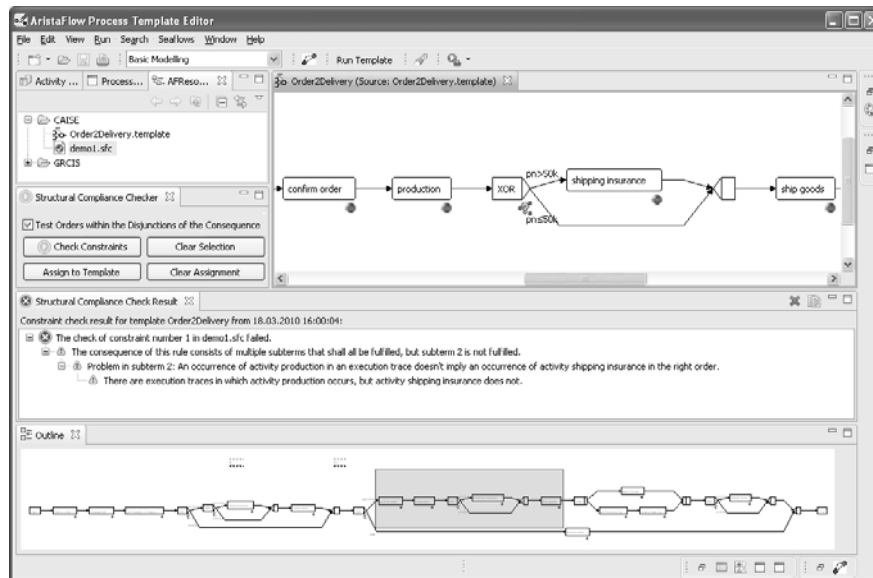 AristaFlow Process Template Editor
File Edit View Run Search Seaflows Window Help
Basic Modelling Run Template
Activity ... Process... AFReso...
Order2Delivery (Source: Order2Delivery.template)
CAISE
Order2Delivery.template
demo1.sfc
GRCIS
confirm order production XOR pn>50k shipping insurance ship goods
pn≤50k
Structural Compliance Checker
Test Orders within the Disjunctions of the Consequence
Check Constraints Clear Selection
Assign to Template Clear Assignment
Structural Compliance Check Result
Constraint check result for template Order2Delivery from 18.03.2010 16:00:04:
The check of constraint number 1 in demo1.sfc failed.
The consequence of this rule consists of multiple subterms that shall all be fulfilled, but subterm 2 is not fulfilled.
Problem in subterm 2: An occurrence of activity production in an execution trace doesn't imply an occurrence of activity shipping insurance in the right order.
There are execution traces in which activity production occurs, but activity shipping insurance does not.
Outline